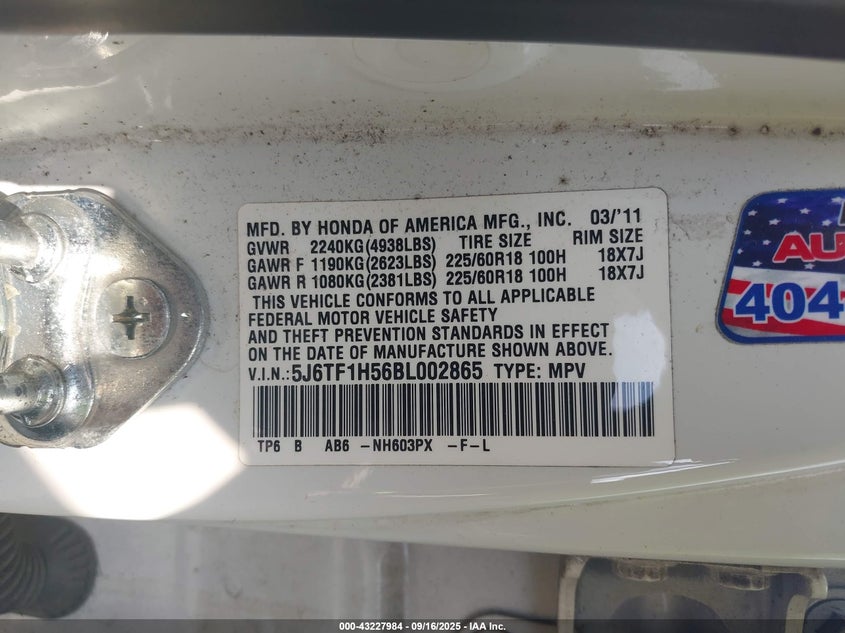 MFD. BY HONDA OF AMERICA MFG., INC. 03/'11
GVWR 2240KG(4938LBS) TIRE SIZE RIM SIZE
GAWR F 1190KG(2623LBS) 225/60R18 100H 18X7J
GAWR R 1080KG(2381LBS) 225/60R18 100H 18X7J
THIS VEHICLE CONFORMS TO ALL APPLICABLE
FEDERAL MOTOR VEHICLE SAFETY
AND THEFT PREVENTION STANDARDS IN EFFECT
ON THE DATE OF MANUFACTURE SHOWN ABOVE.
V.I.N.:5J6TF1H56BL002865 TYPE: MPV
TP6 B AB6 -NH603PX -F-L
AU
404
000-43227984 - 09/16/2025 - IAA Inc.